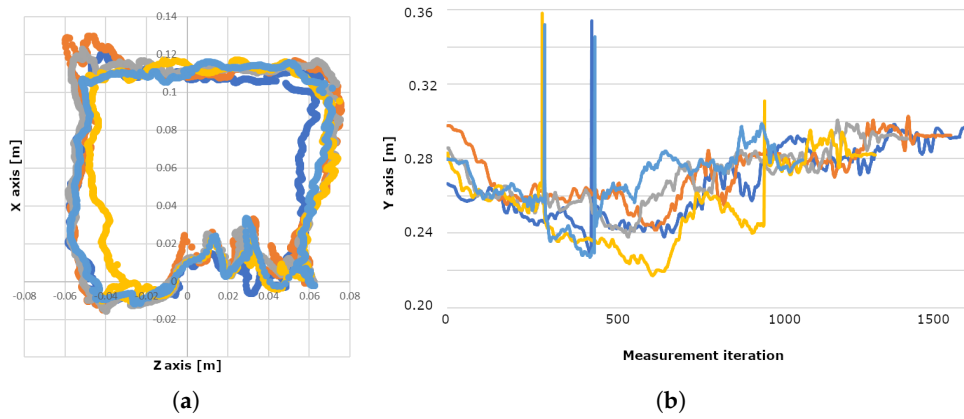 0.14
0.12
0.1
0.08
0.06
0.04
0.02
0
-0.08 -0.06 -0.04 -0.02 0 0.02 0.04 0.06 0.08
-0.02
X axis [m]
Z axis [m]
(a)
0.36
0.32
0.28
0.24
0.20
Y axis [m]
0 500 1000 1500
Measurement iteration
(b)